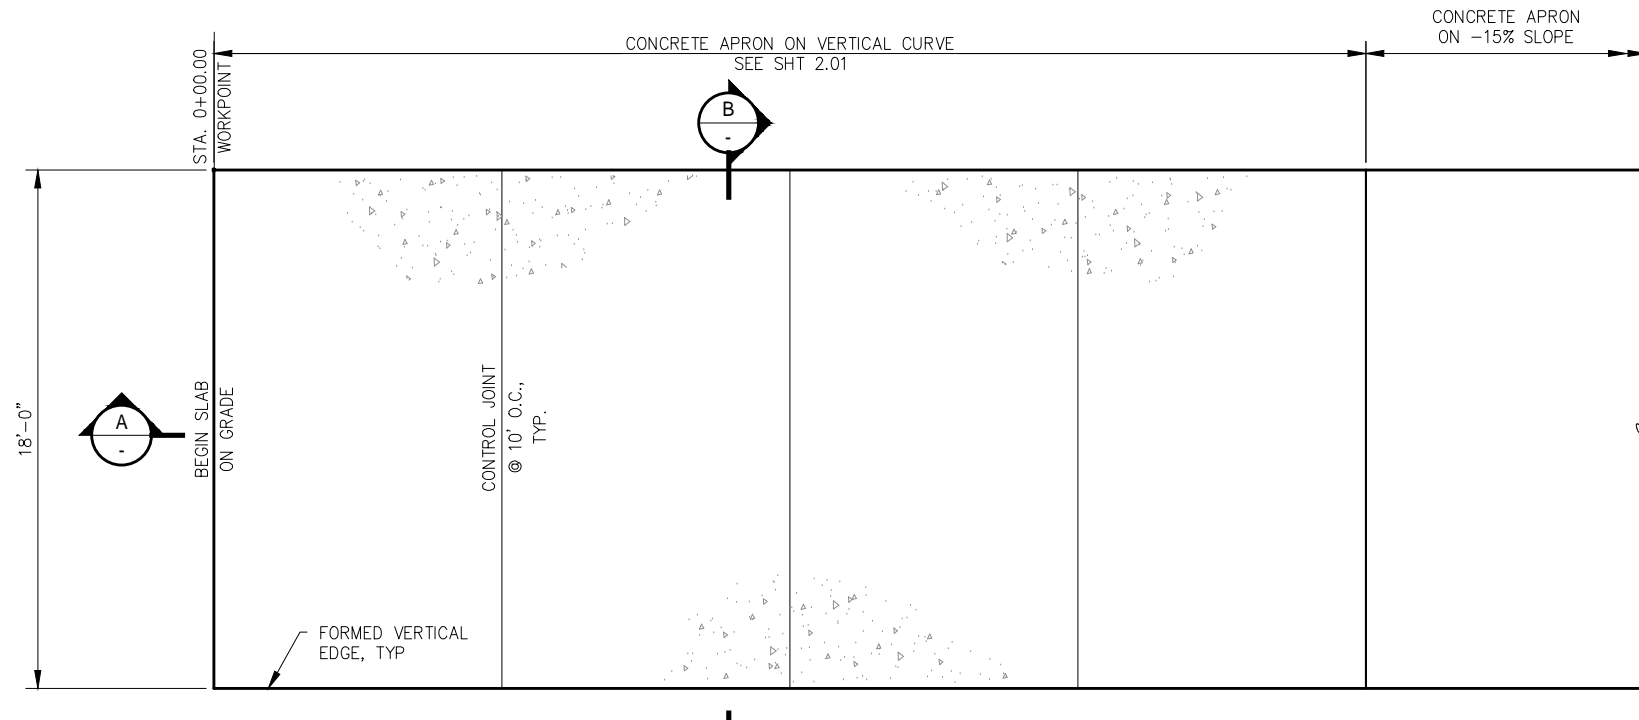 CONCRETE APRON
ON -15% SLOPE
CONCRETE APRON ON VERTICAL CURVE
SEE SHT 2.01
STA. 0+00.00
WORKPOINT
B
-
18'-0"
A
-
BEGIN SLAB
ON GRADE
CONTROL JOINT
@ 10' O.C.,
TYP.
FORMED VERTICAL
EDGE, TYP